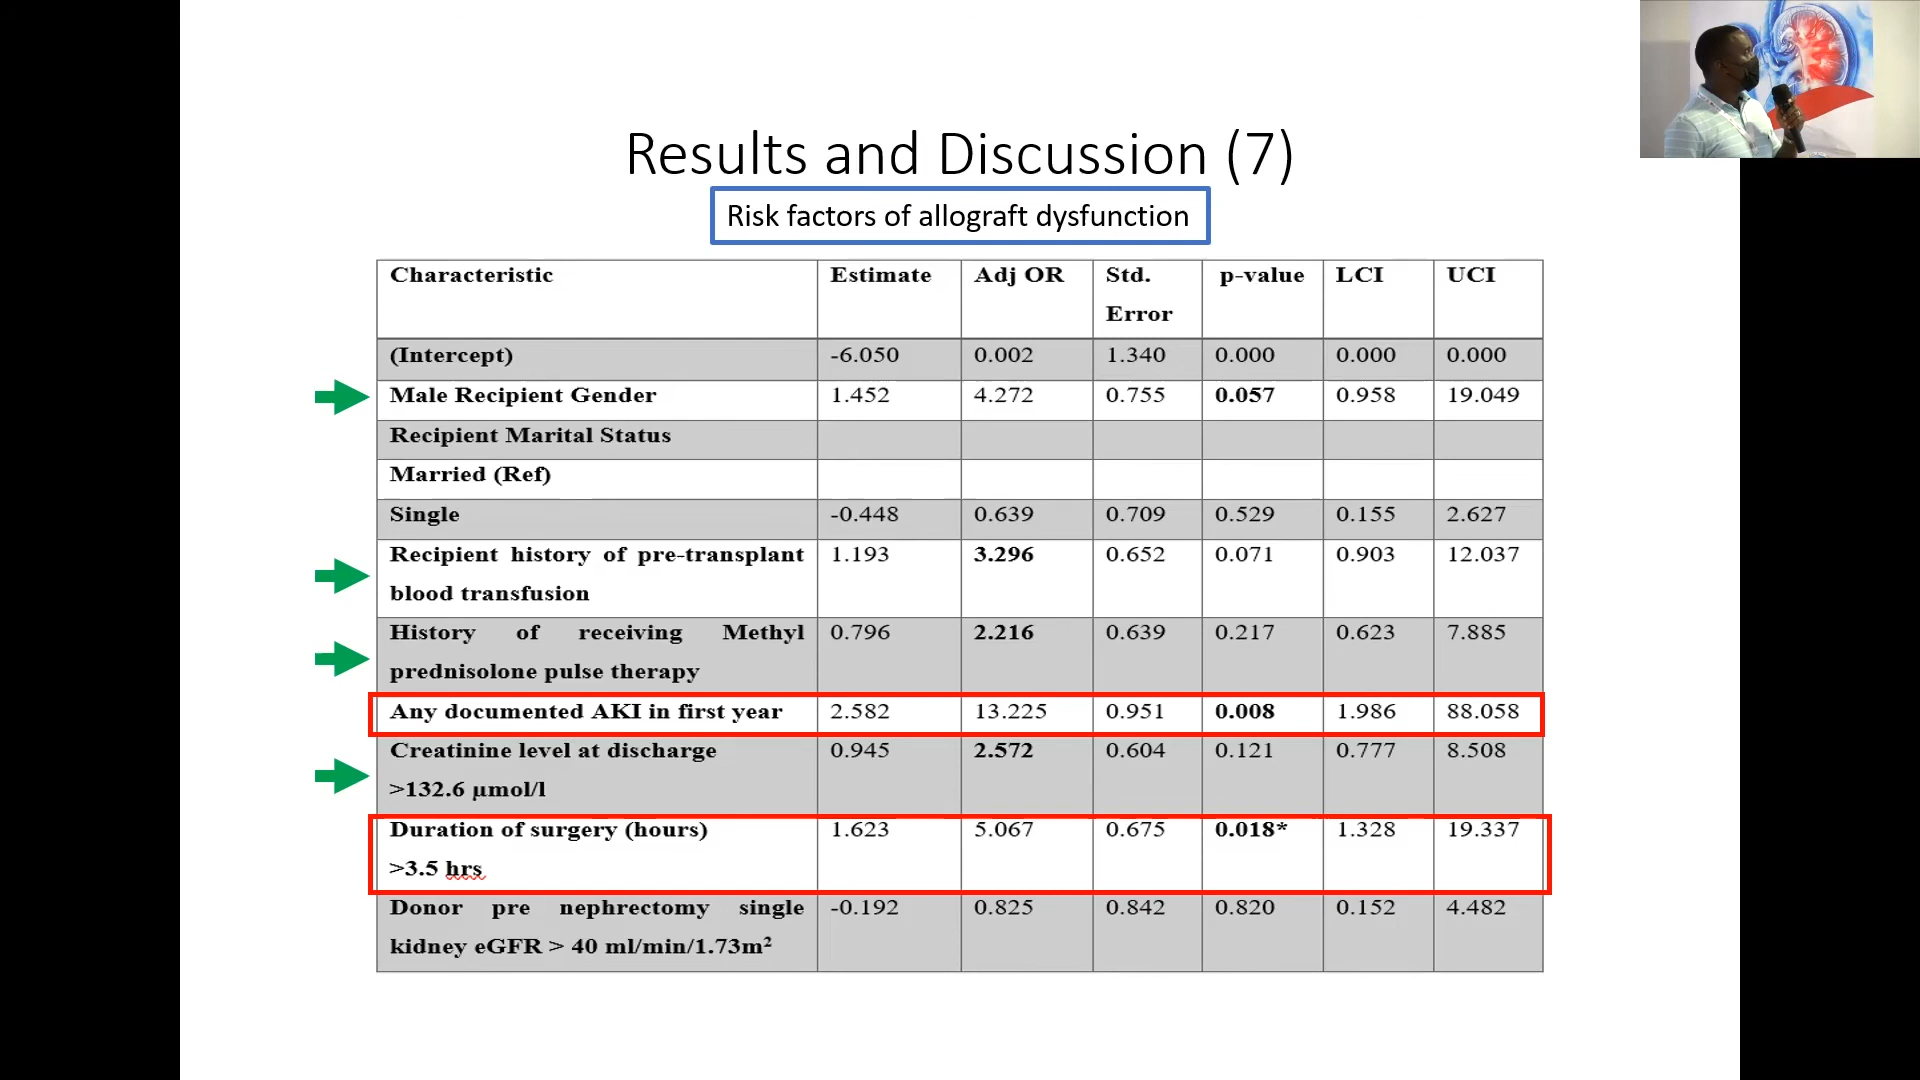 Results and Discussion (7)
Risk factors of allograft dysfunction
Characteristic Estimate Adj OR Std. Error p-value LCI UCI
(Intercept) -6.050 0.002 1.340 0.000 0.000 0.000
Male Recipient Gender 1.452 4.272 0.755 0.057 0.958 19.049
Recipient Marital Status
Married (Ref)
Single -0.448 0.639 0.709 0.529 0.155 2.627
Recipient history of pre-transplant 1.193 3.296 0.652 0.071 0.903 12.037
blood transfusion
History of receiving Methyl 0.796 2.216 0.639 0.217 0.623 7.885
prednisolone pulse therapy
Any documented AKI in first year 2.582 13.225 0.951 0.008 1.986 88.058
Creatinine level at discharge 0.945 2.572 0.604 0.121 0.777 8.508
>132.6 µmol/l
Duration of surgery (hours) 1.623 5.067 0.675 0.018* 1.328 19.337
>3.5 hrs
Donor pre nephrectomy single -0.192 0.825 0.842 0.820 0.152 4.482
kidney eGFR > 40 ml/min/1.73m²